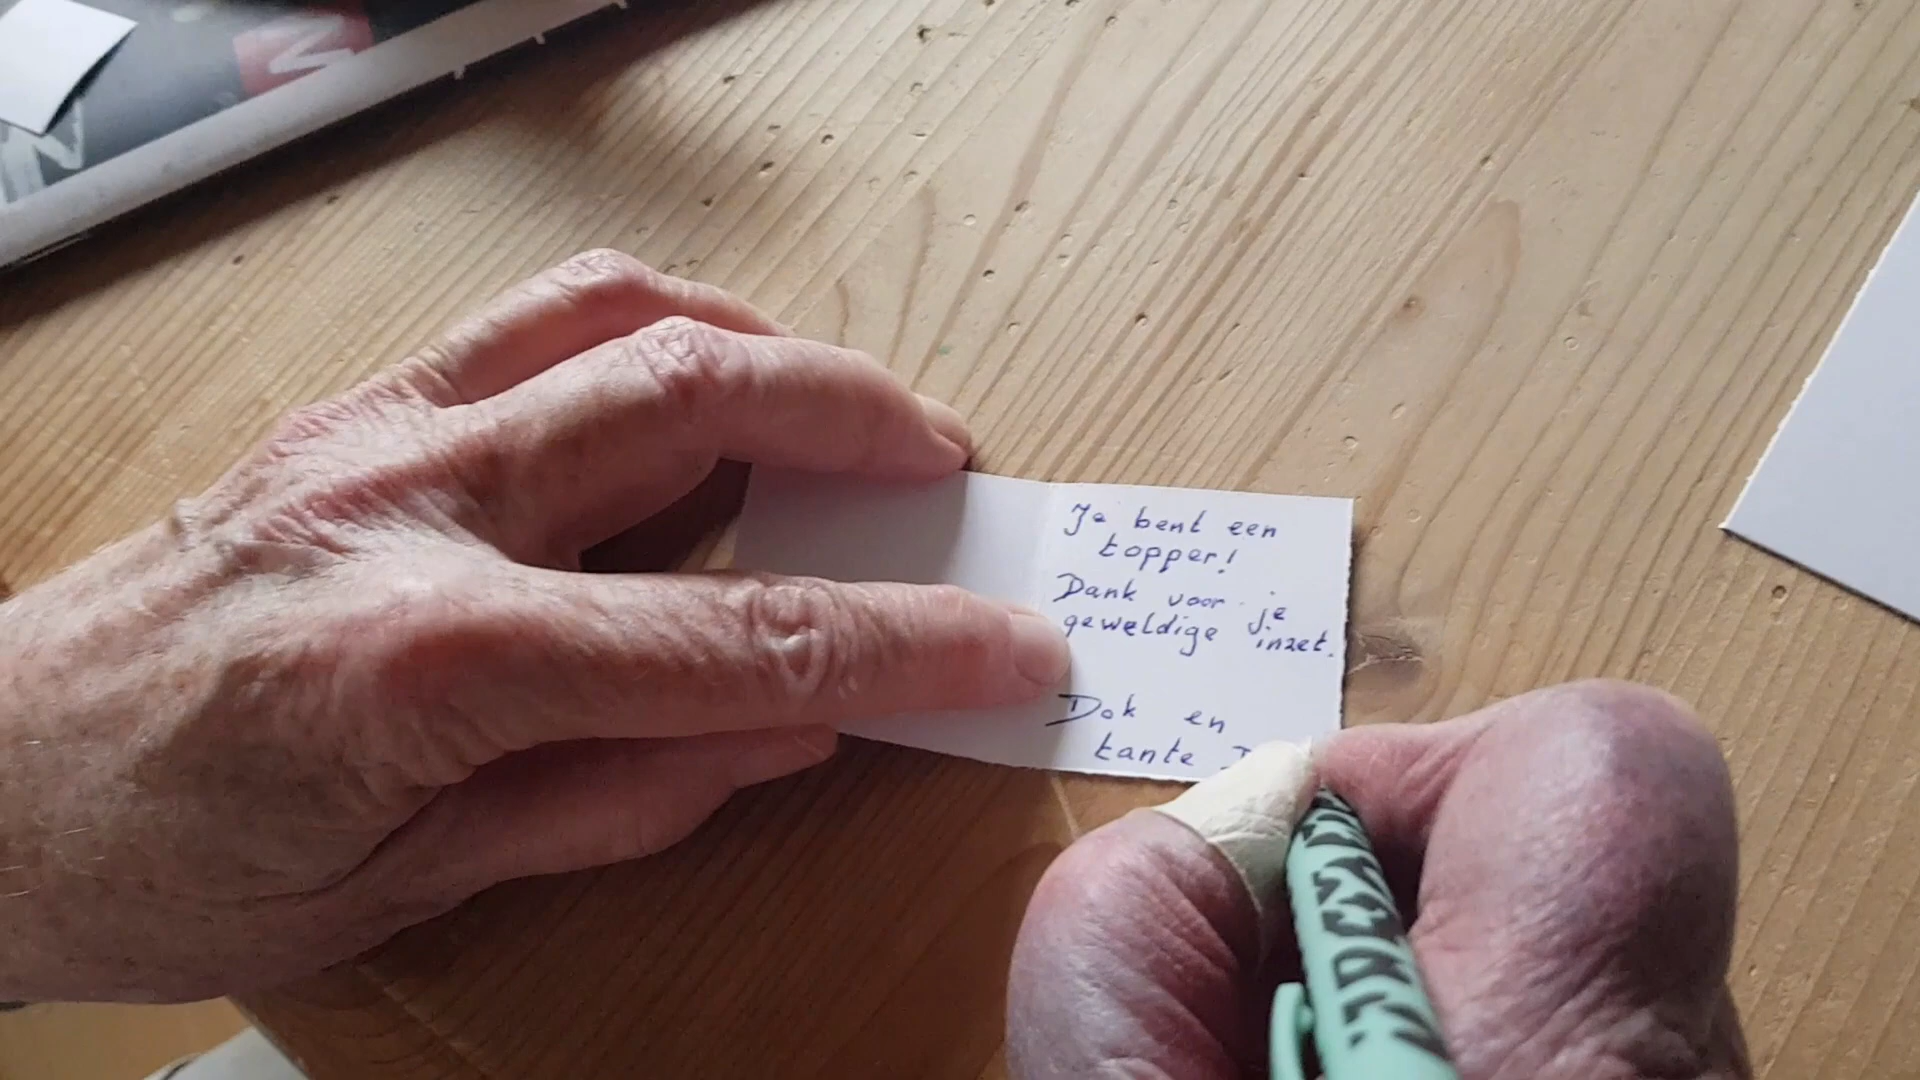 Je bent een
topper!
Dank voor je
geweldige inzet.
Dok en
tante